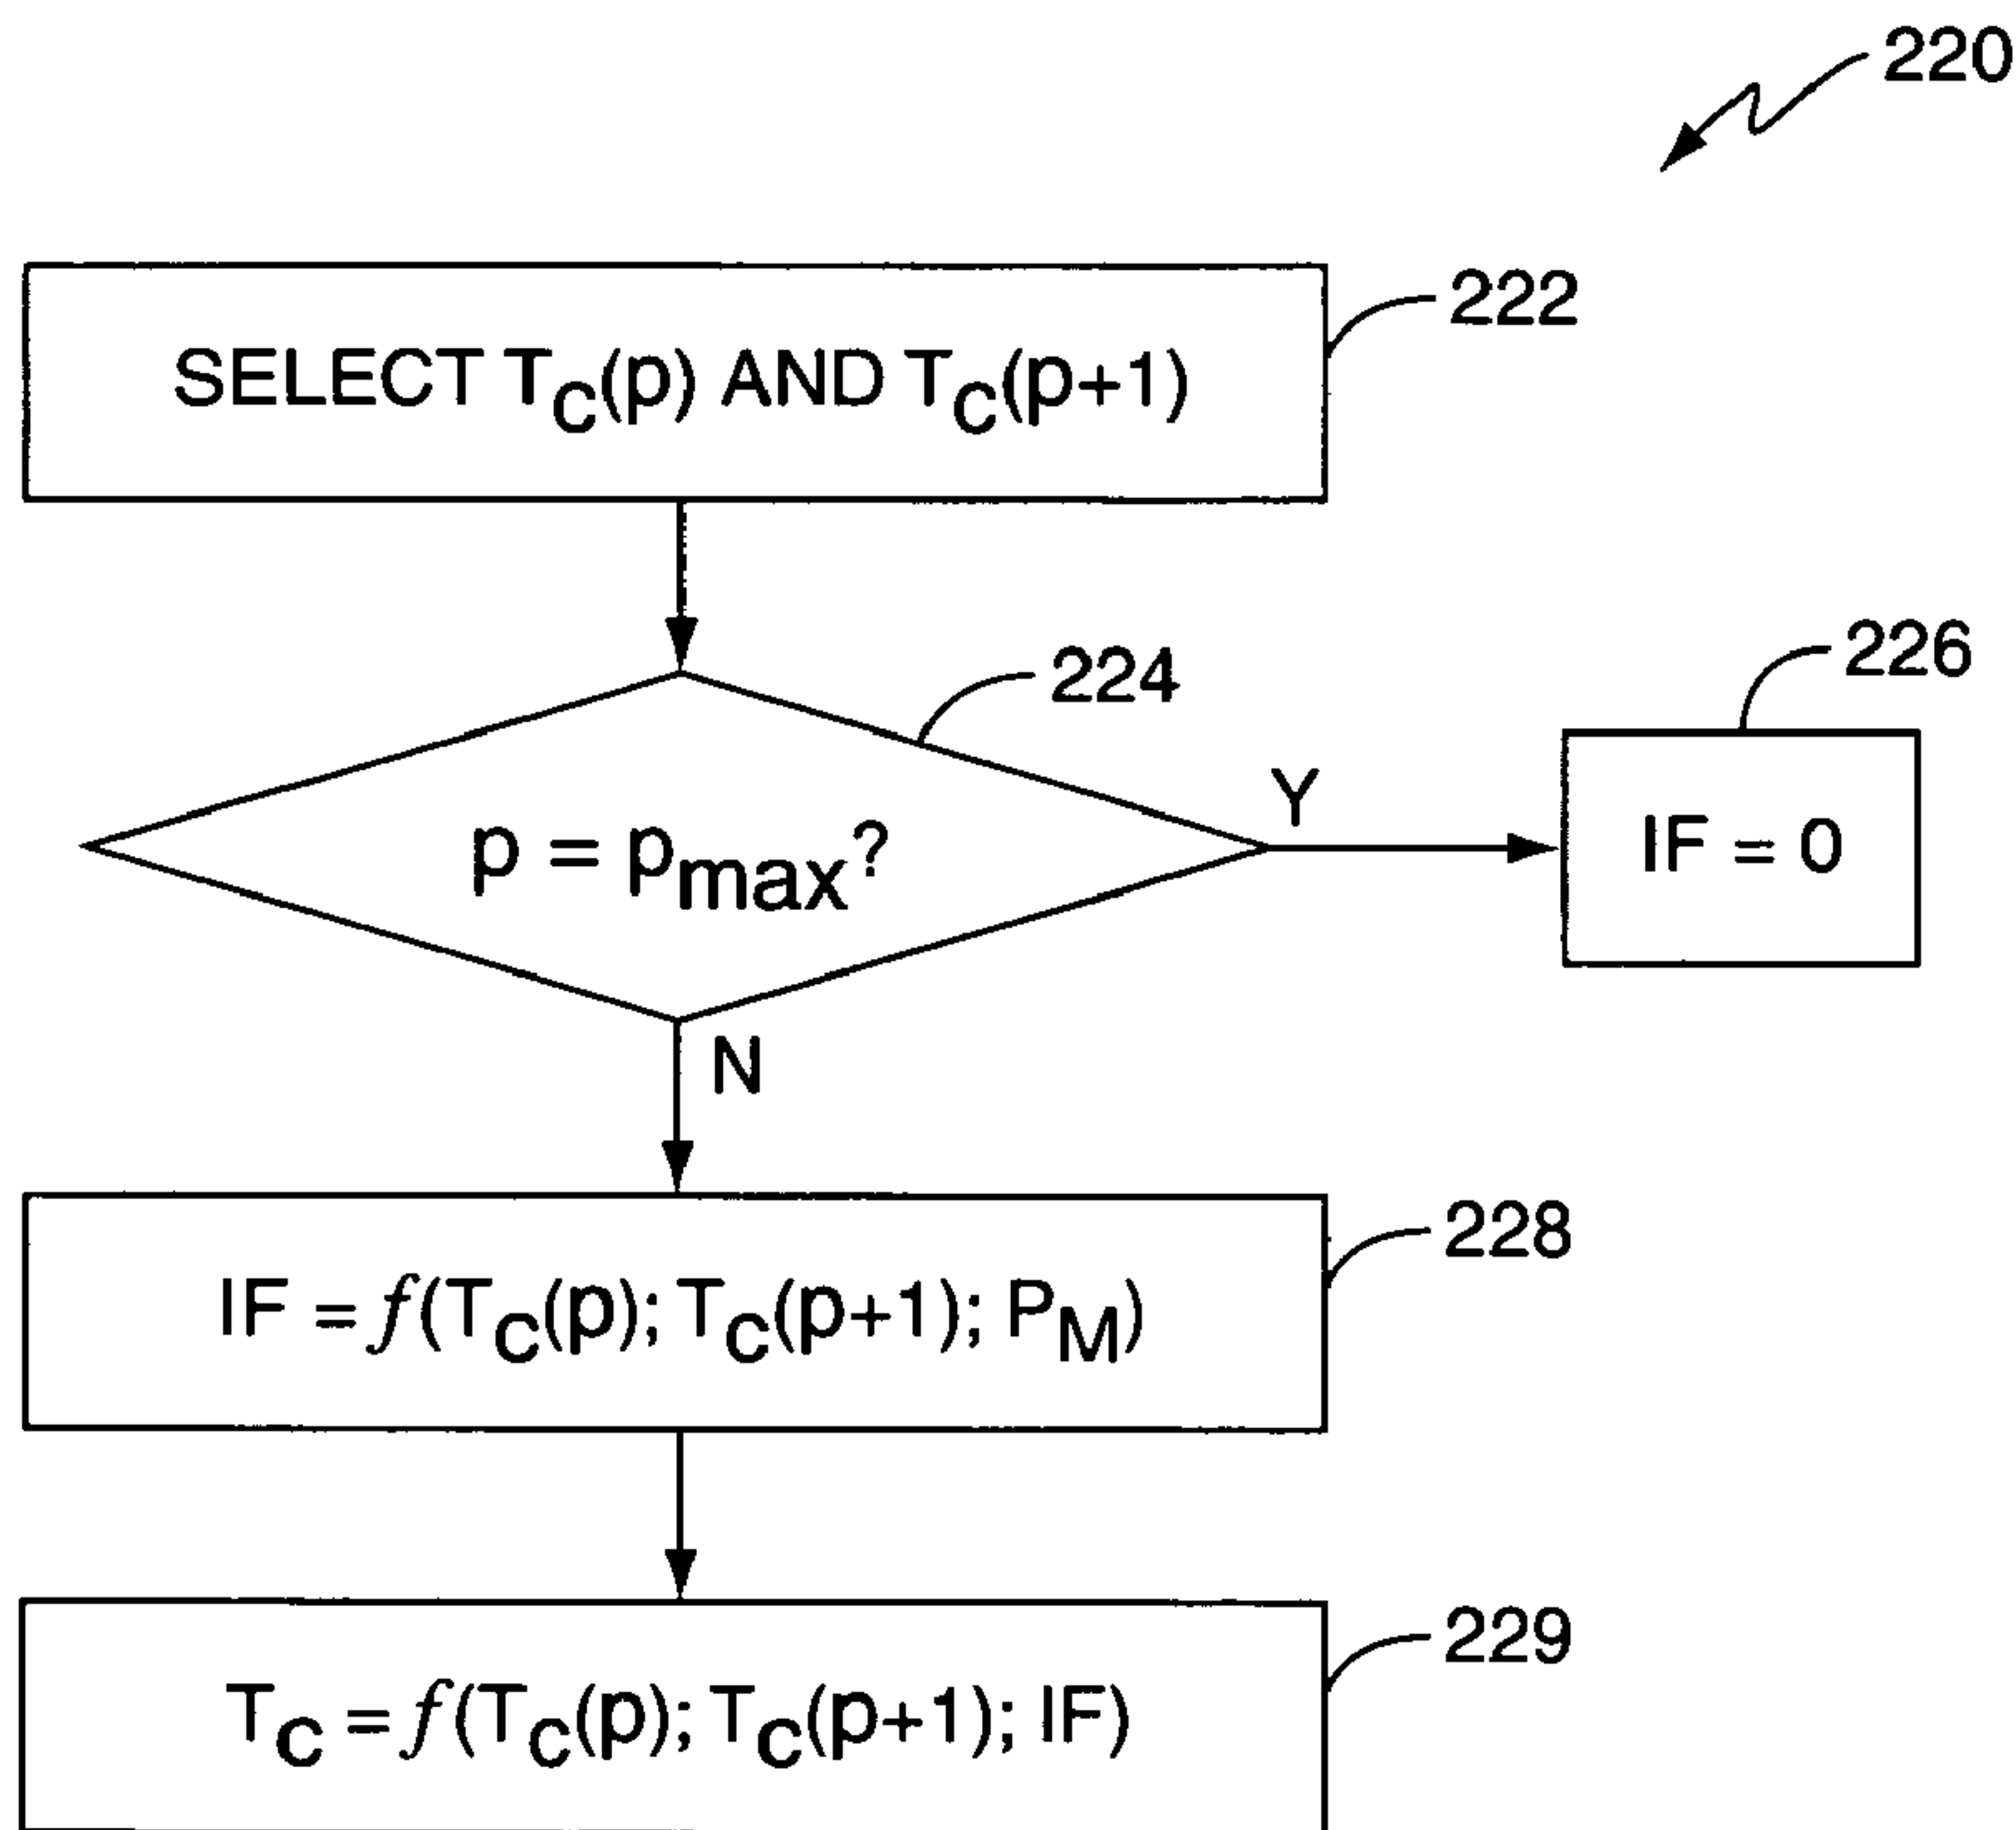 220
SELECT TC(p) AND TC(p+1)
222
224
p = pmax?
Y
226
IF = 0
N
IF = f(TC(p); TC(p+1); PM)
228
TC = f(TC(p); TC(p+1); IF)
229